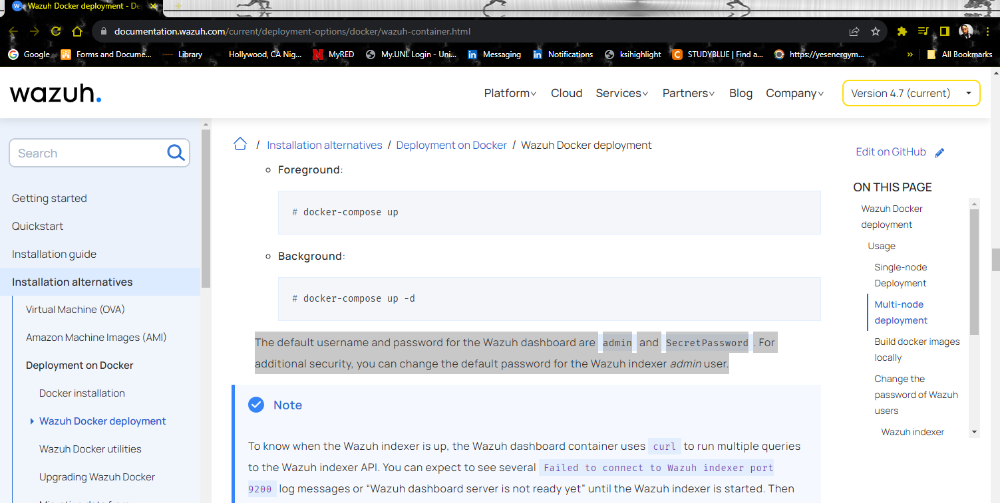 Wazuh Docker deployment - De
documentation.wazuh.com/current/deployment-options/docker/wazuh-container.html
Google Forms and Docume... Library Hollywood, CA Nig... MyRED My.UNL Login - Uni... Messaging Notifications ksihighlight STUDYBLUE | Find a... https://yesenergym... » All Bookmarks
wazuh.
Platform Cloud Services Partners Blog Company Version 4.7 (current)
Search
Getting started
Quickstart
Installation guide
Installation alternatives
Virtual Machine (OVA)
Amazon Machine Images (AMI)
Deployment on Docker
Docker installation
Wazuh Docker deployment
Wazuh Docker utilities
Upgrading Wazuh Docker
/ Installation alternatives / Deployment on Docker / Wazuh Docker deployment
Foreground:
# docker-compose up
Background:
# docker-compose up -d
The default username and password for the Wazuh dashboard are admin and SecretPassword. For
additional security, you can change the default password for the Wazuh indexer admin user.
Note
To know when the Wazuh indexer is up, the Wazuh dashboard container uses curl to run multiple queries
to the Wazuh indexer API. You can expect to see several Failed to connect to Wazuh indexer port
9200 log messages or “Wazuh dashboard server is not ready yet” until the Wazuh indexer is started. Then
Edit on GitHub
ON THIS PAGE
Wazuh Docker
deployment
Usage
Single-node
Deployment
Multi-node
deployment
Build docker images
locally
Change the
password of Wazuh
users
Wazuh indexer